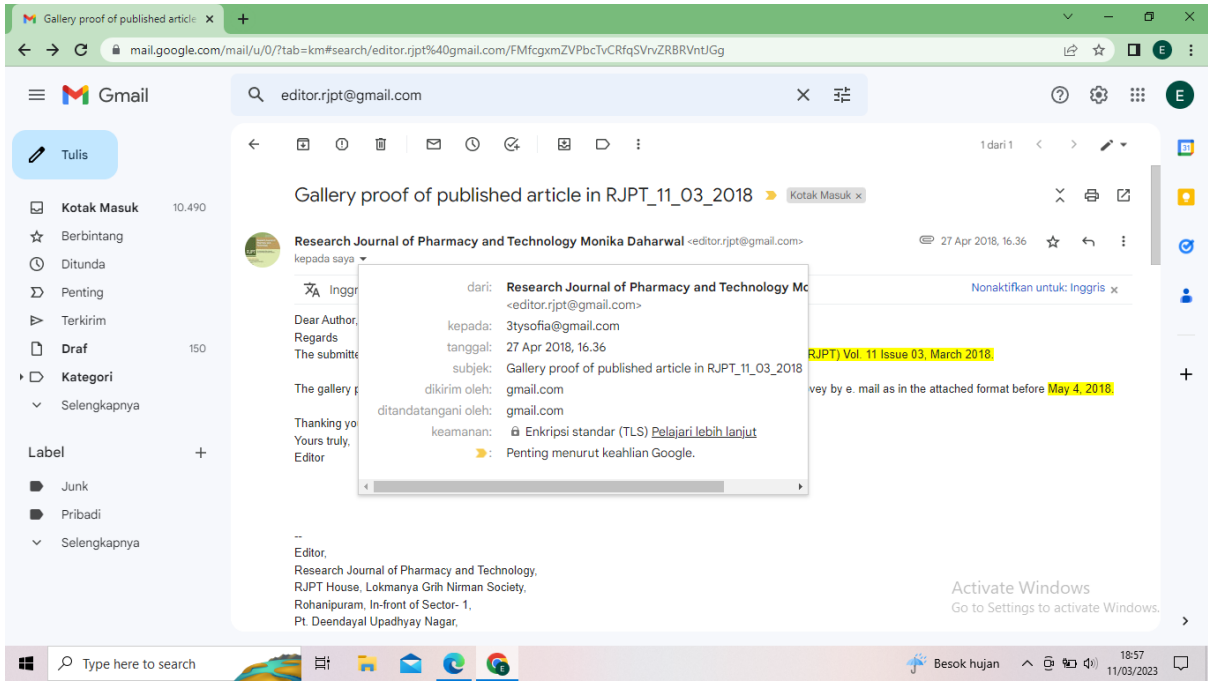 Gallery proof of published article
mail.google.com/mail/u/0/?tab=km#search/editor.rjpt%40gmail.com/FMfcgxmZVPbcTvCRfqSVrvZRBRVntJGg
E
Gmail
editor.rjpt@gmail.com
E
Tulis
1 dari 1
31
Gallery proof of published article in RJPT_11_03_2018 Kotak Masuk ×
Kotak Masuk 10.490
Berbintang
Ditunda
Penting
Terkirim
Draf 150
Kategori
Selengkapnya
Label +
Junk
Pribadi
Selengkapnya
Research Journal of Pharmacy and Technology Monika Daharwal <editor.rjpt@gmail.com> 27 Apr 2018, 16.36
kepada saya
Nonaktifkan untuk: Inggris ×
dari: Research Journal of Pharmacy and Technology
<editor.rjpt@gmail.com>
kepada: 3tysofia@gmail.com
tanggal: 27 Apr 2018, 16.36
subjek: Gallery proof of published article in RJPT_11_03_2018
dikirim oleh: gmail.com
ditandatangani oleh: gmail.com
keamanan: Enkripsi standar (TLS) Pelajari lebih lanjut
: Penting menurut keahlian Google.
Dear Author,
Regards
The RJPT) Vol. 11 Issue 03, March 2018.
The gallery by e. mail as in the attached format before May 4, 2018.
Thanking
Yours truly,
Editor
--
Editor,
Research Journal of Pharmacy and Technology,
RJPT House, Lokmanya Grih Nirman Society,
Rohanipuram, In-front of Sector- 1,
Pt. Deendayal Upadhyay Nagar,
Activate Windows
Go to Settings to activate Windows.
Type here to search
Besok hujan
18:57
11/03/2023